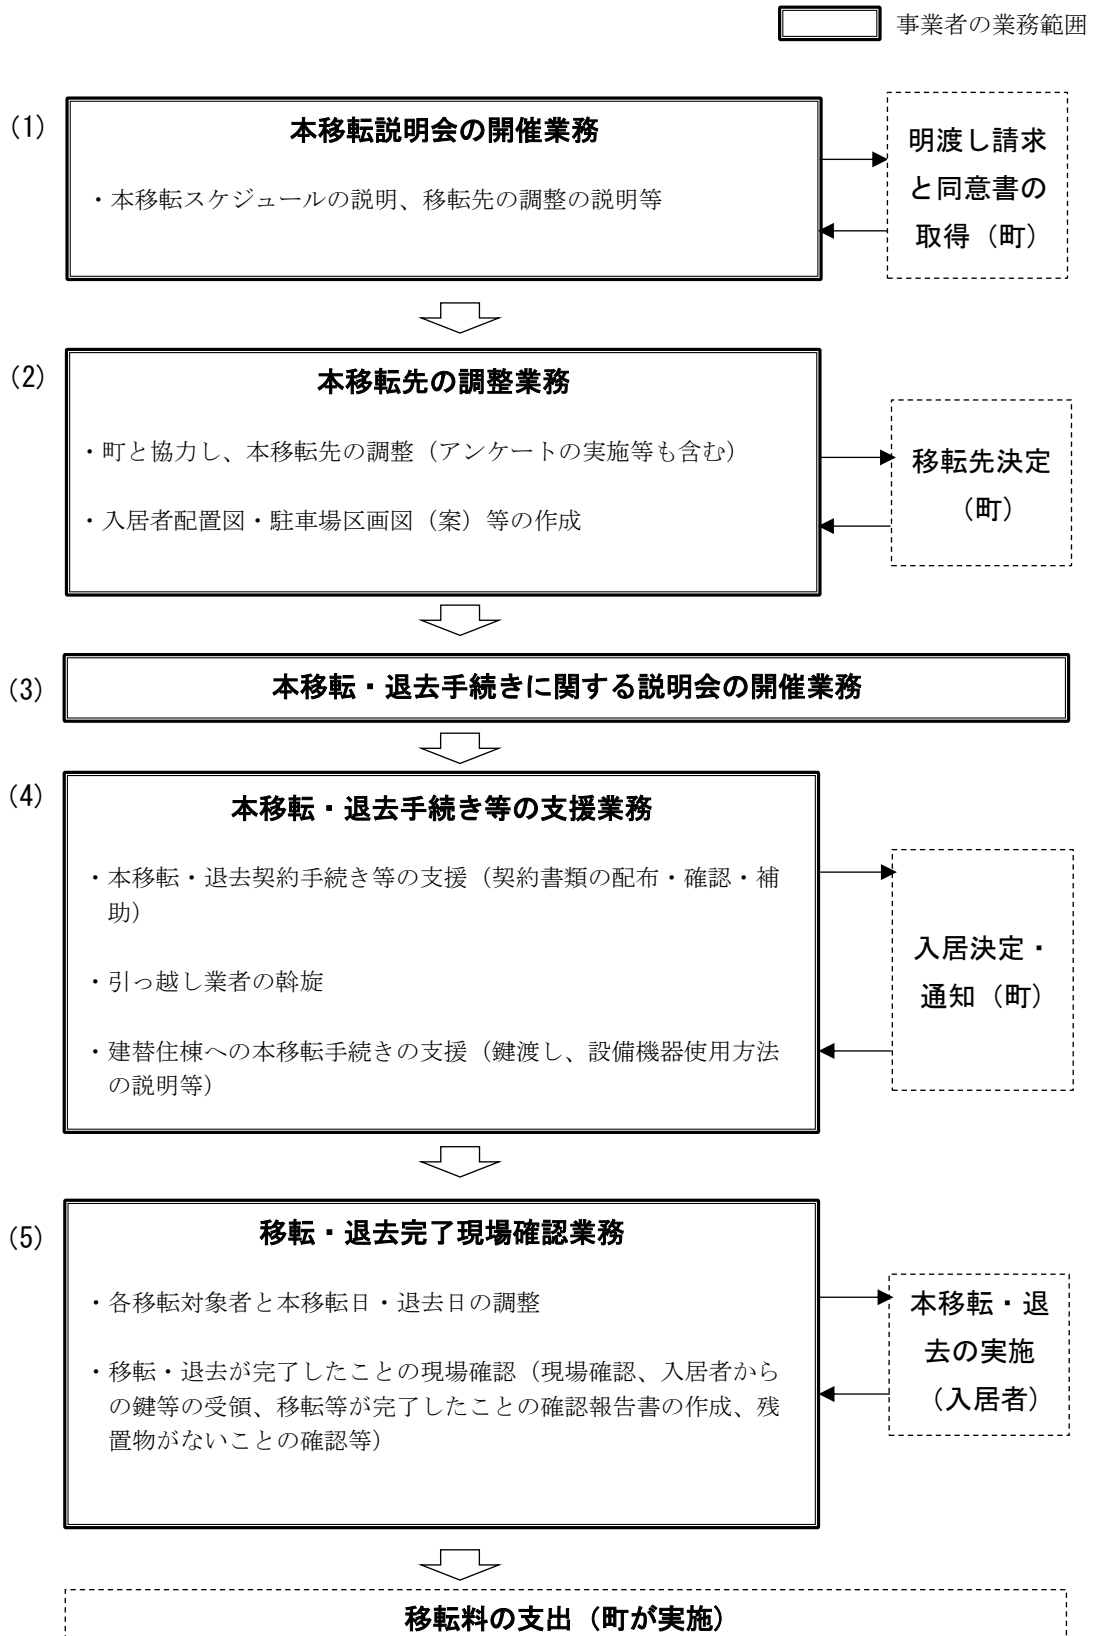 事業者の業務範囲
(1)
本移転説明会の開催業務
・本移転スケジュールの説明、移転先の調整の説明等
明渡し請求
と同意書の
取得（町）
(2)
本移転先の調整業務
・町と協力し、本移転先の調整（アンケートの実施等も含む）
・入居者配置図・駐車場区画図（案）等の作成
移転先決定
（町）
(3)
本移転・退去手続きに関する説明会の開催業務
(4)
本移転・退去手続き等の支援業務
・本移転・退去契約手続き等の支援（契約書類の配布・確認・補
助）
・引っ越し業者の斡旋
・建替住棟への本移転手続きの支援（鍵渡し、設備機器使用方法
の説明等）
入居決定・
通知（町）
(5)
移転・退去完了現場確認業務
・各移転対象者と本移転日・退去日の調整
・移転・退去が完了したことの現場確認（現場確認、入居者から
の鍵等の受領、移転等が完了したことの確認報告書の作成、残
置物がないことの確認等）
本移転・退
去の実施
（入居者）
移転料の支出（町が実施）